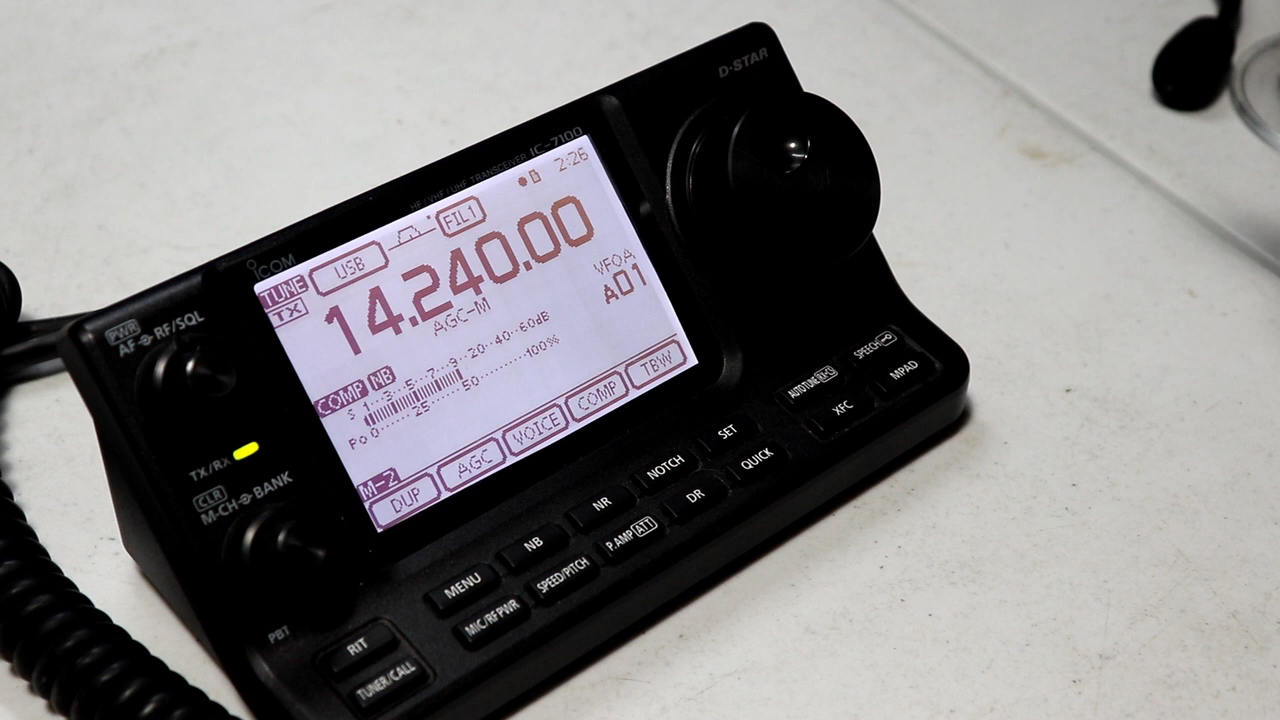 D-STAR
HF/VHF/UHF TRANSCEIVER IC-7100
ICOM
2:26
TUNE USB FIL1
TX
14.240.00
VFOA
A01
AGC-M
COMP NB
S 1··3··5··7··9··20··40··60dB
Po 0 25 50 100%
M-2
DUP AGC VOICE COMP TBW
PWR
AF RF/SQL
TX/RX
CLR
M-CH BANK
PBT
RIT
TUNER/CALL
MENU NB NR NOTCH SET
MIC/RF PWR SPEED/PITCH P.AMP ATT DR QUICK
AUTOTUNE SPEECH
XFC MPAD